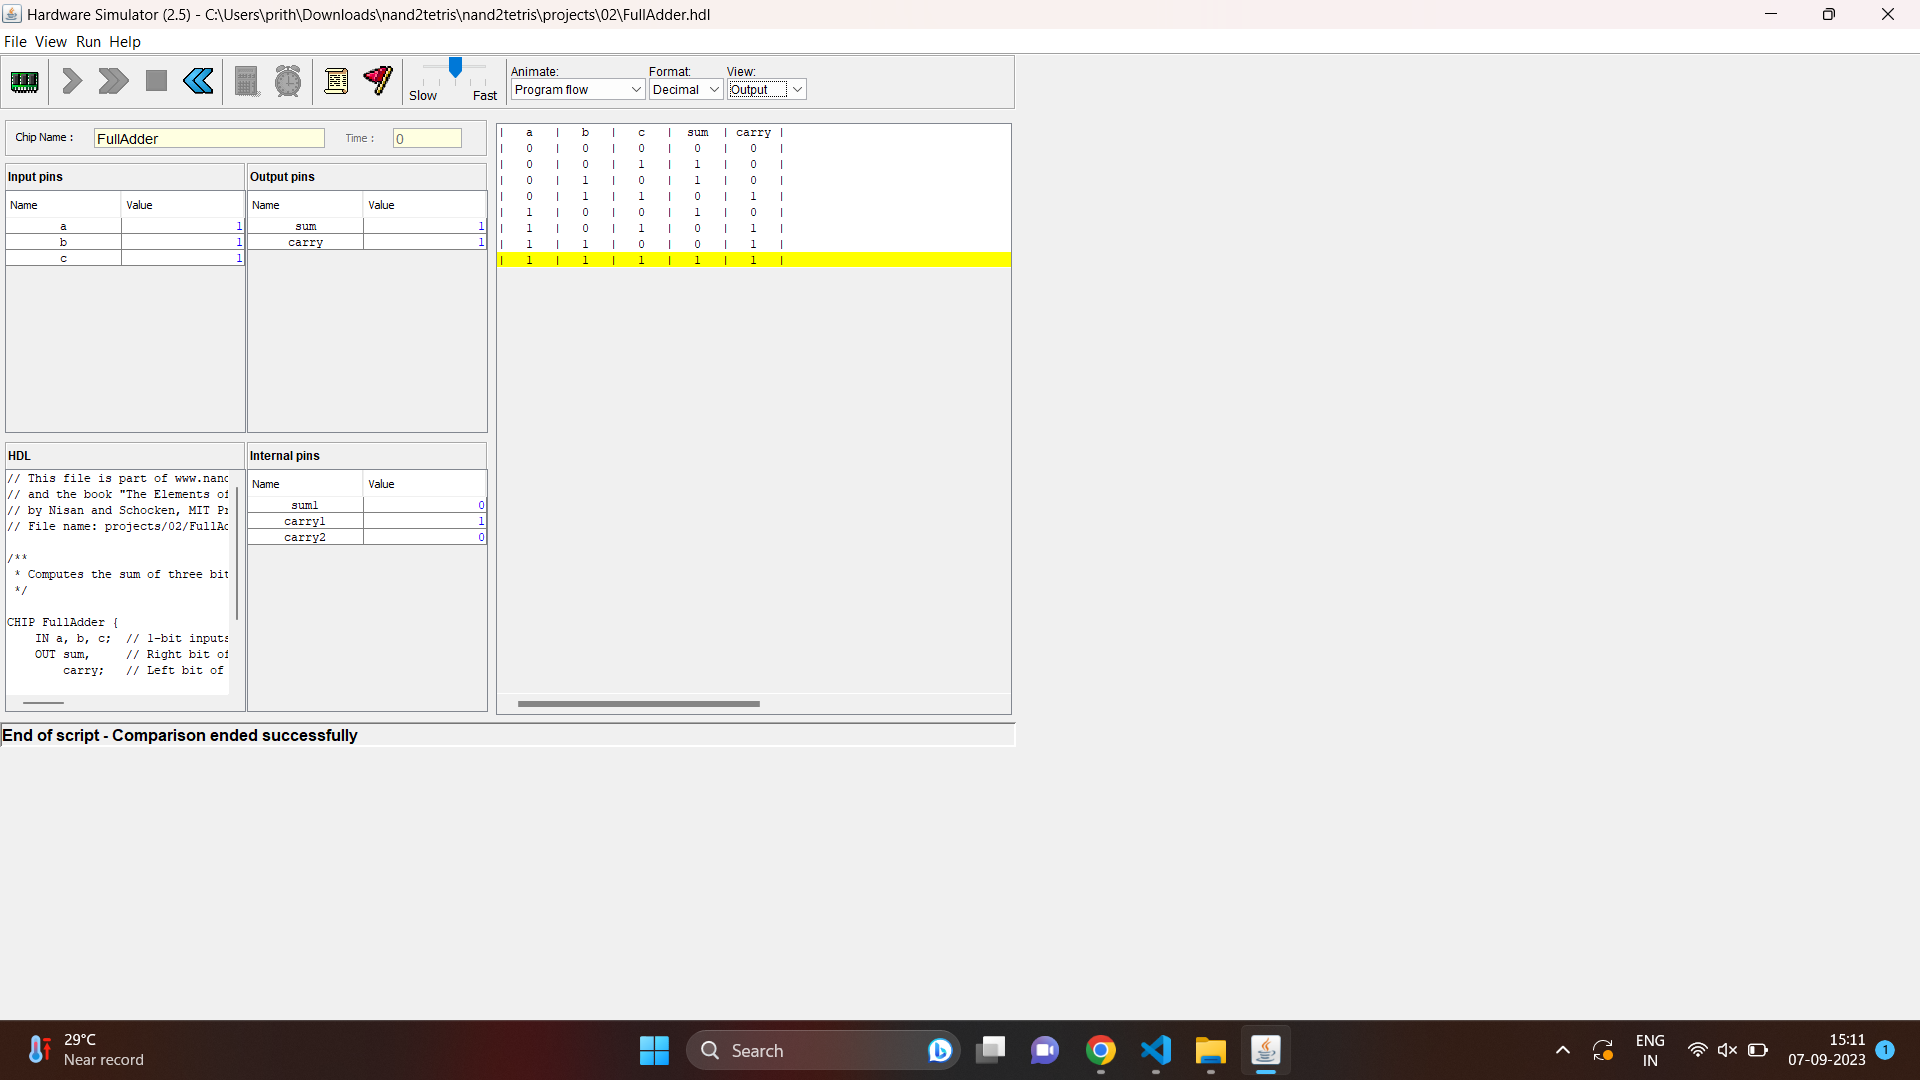 Hardware Simulator (2.5) - C:\Users\prith\Downloads\nand2tetris\nand2tetris\projects\02\FullAdder.hdl
File View Run Help
Slow Fast
Animate: Format: View:
Program flow Decimal Output
Chip Name : FullAdder Time : 0
Input pins
Name Value
a 1
b 1
c 1
Output pins
Name Value
sum 1
carry 1
| a | b | c | sum | carry |
| 0 | 0 | 0 | 0 | 0 |
| 0 | 0 | 1 | 1 | 0 |
| 0 | 1 | 0 | 1 | 0 |
| 0 | 1 | 1 | 0 | 1 |
| 1 | 0 | 0 | 1 | 0 |
| 1 | 0 | 1 | 0 | 1 |
| 1 | 1 | 0 | 0 | 1 |
| 1 | 1 | 1 | 1 | 1 |
HDL
// This file is part of www.nand
// and the book "The Elements of
// by Nisan and Schocken, MIT Pr
// File name: projects/02/FullAd
/**
 * Computes the sum of three bit
 */
CHIP FullAdder {
    IN a, b, c;  // 1-bit inputs
    OUT sum,     // Right bit of
        carry;   // Left bit of
Internal pins
Name Value
sum1 0
carry1 1
carry2 0
End of script - Comparison ended successfully
29°C
Near record
Search
ENG
IN
15:11
07-09-2023
1